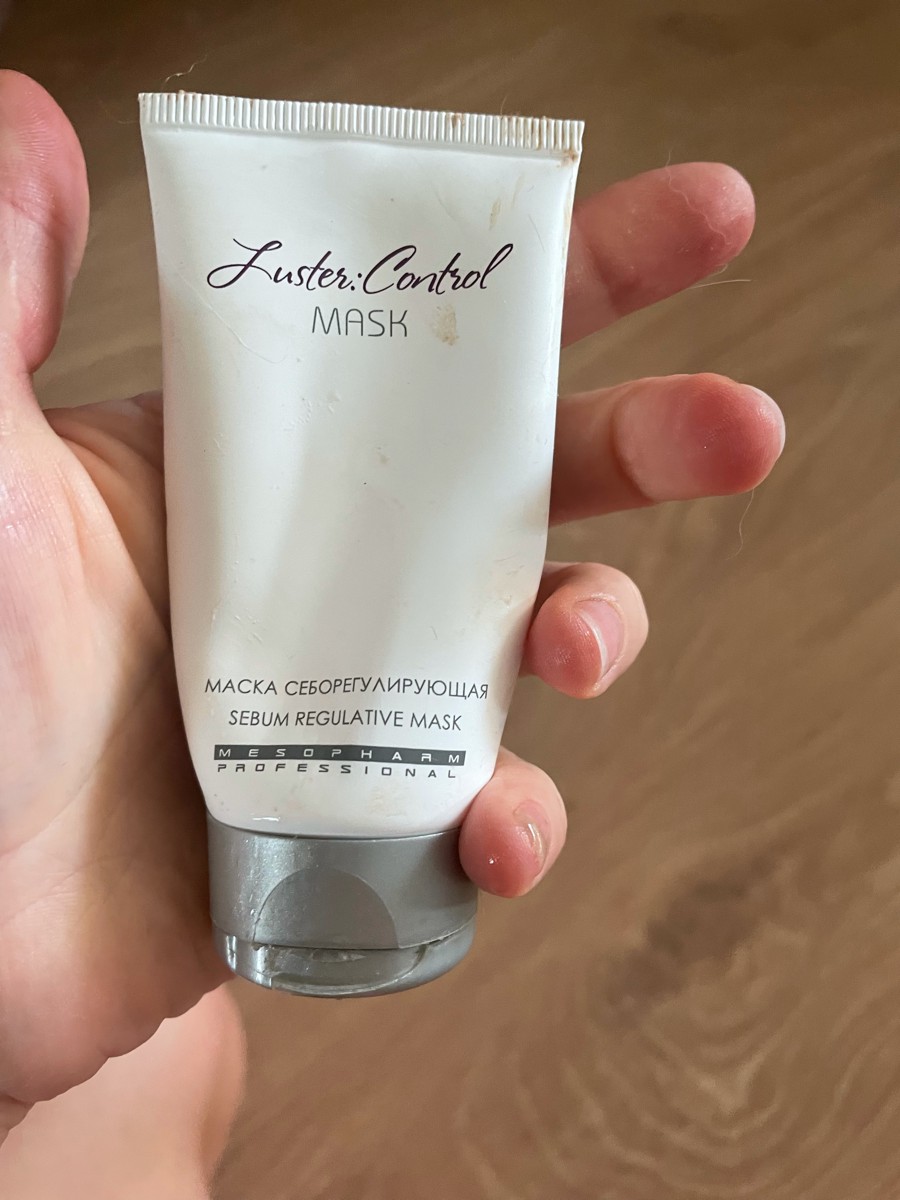 Luster:Control
MASK
МАСКА СЕБОРЕГУЛИРУЮЩАЯ
SEBUM REGULATIVE MASK
MESOPHARM
PROFESSIONAL